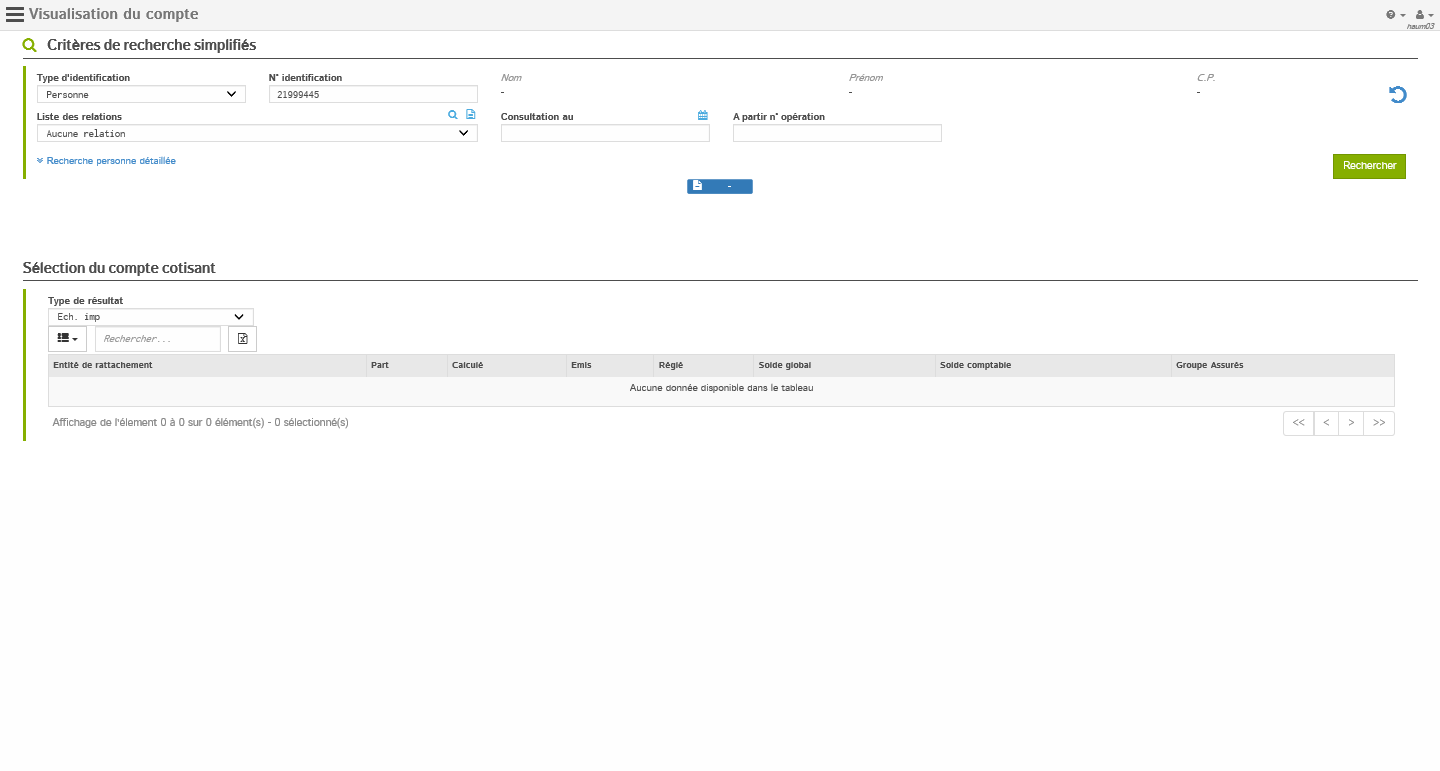 Visualisation du compte
haum03
Critères de recherche simplifiés
Type d'identification N° identification Nom Prénom C.P.
Personne 21999445 - - -
Liste des relations Consultation au A partir n° opération
Aucune relation
Recherche personne détaillée
Rechercher
-
Sélection du compte cotisant
Type de résultat
Ech. imp
Rechercher...
Entité de rattachement Part Calculé Emis Réglé Solde global Solde comptable Groupe Assurés
Aucune donnée disponible dans le tableau
Affichage de l'élement 0 à 0 sur 0 élément(s) - 0 sélectionné(s) << < > >>